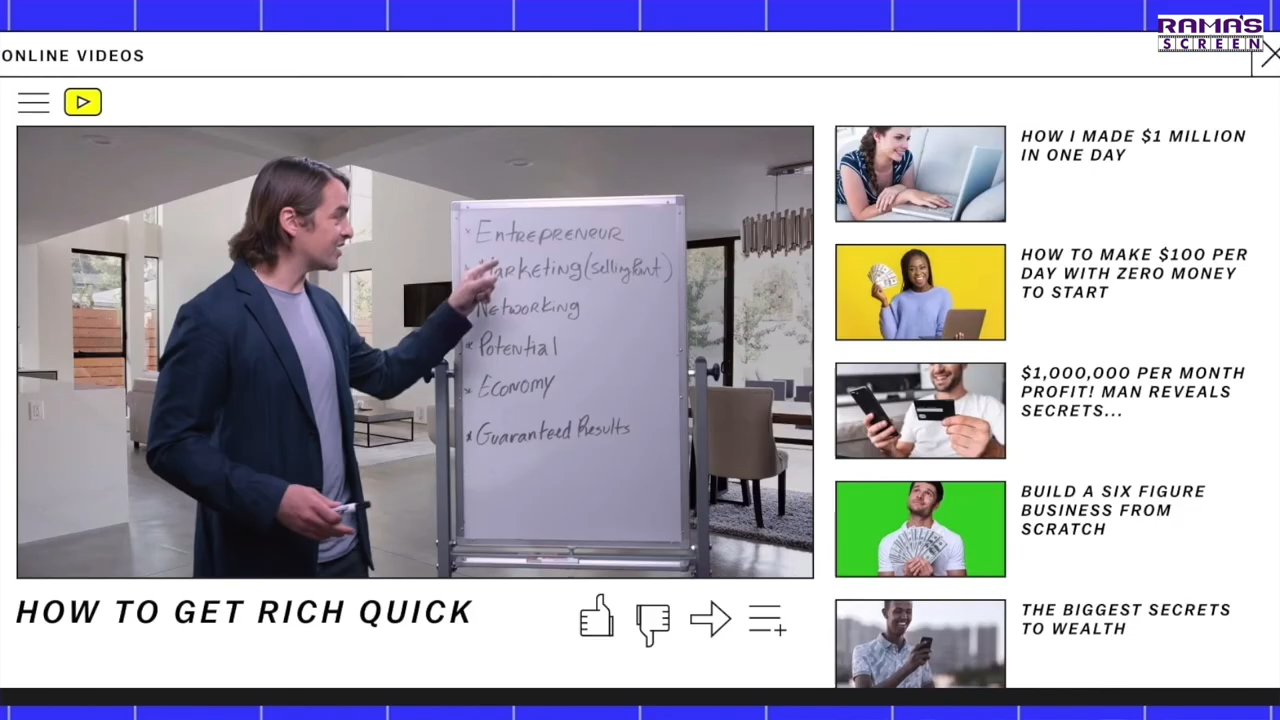 RAMA'S
SCREEN
ONLINE VIDEOS
Entrepreneur
Marketing (selling Point)
Networking
Potential
Economy
Guaranteed Results
HOW TO GET RICH QUICK
HOW I MADE $1 MILLION
IN ONE DAY
HOW TO MAKE $100 PER
DAY WITH ZERO MONEY
TO START
$1,000,000 PER MONTH
PROFIT! MAN REVEALS
SECRETS...
BUILD A SIX FIGURE
BUSINESS FROM
SCRATCH
THE BIGGEST SECRETS
TO WEALTH